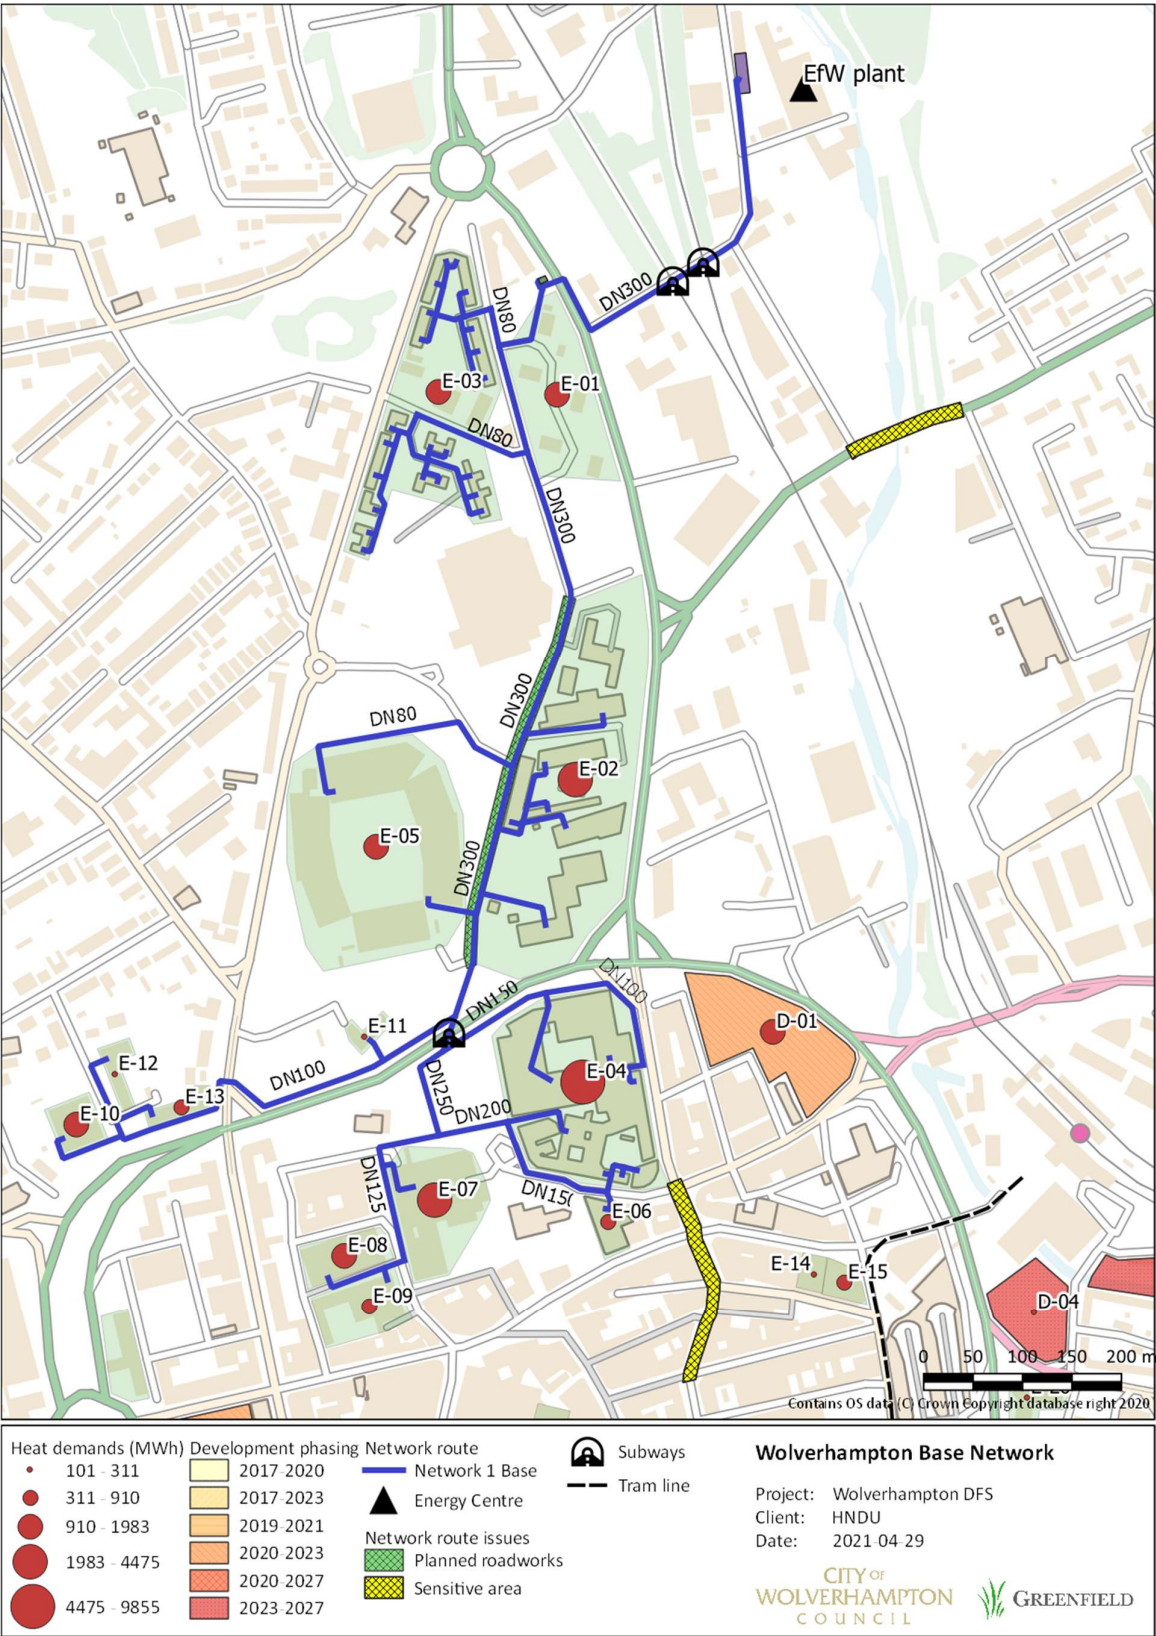 EfW plant
DN300
DN80
E-03
E-01
DN80
DN300
DN300
DN80
E-02
E-05
DN300
DN100
DN150
D-01
E-11
E-12
DN100
E-04
E-10
E-13
DN250
DN200
DN125
E-07
DN15
E-06
E-08
E-14
E-15
E-09
D-04
0 50 100 150 200 m
Contains OS data (C) Crown Copyright database right 2020
Heat demands (MWh)
101 - 311
311 - 910
910 - 1983
1983 - 4475
4475 - 9855
Development phasing
2017-2020
2017-2023
2019-2021
2020-2023
2020-2027
2023-2027
Network route
Network 1 Base
Energy Centre
Network route issues
Planned roadworks
Sensitive area
Subways
Tram line
Wolverhampton Base Network
Project: Wolverhampton DFS
Client: HNDU
Date: 2021-04-29
CITY OF
WOLVERHAMPTON
COUNCIL
GREENFIELD